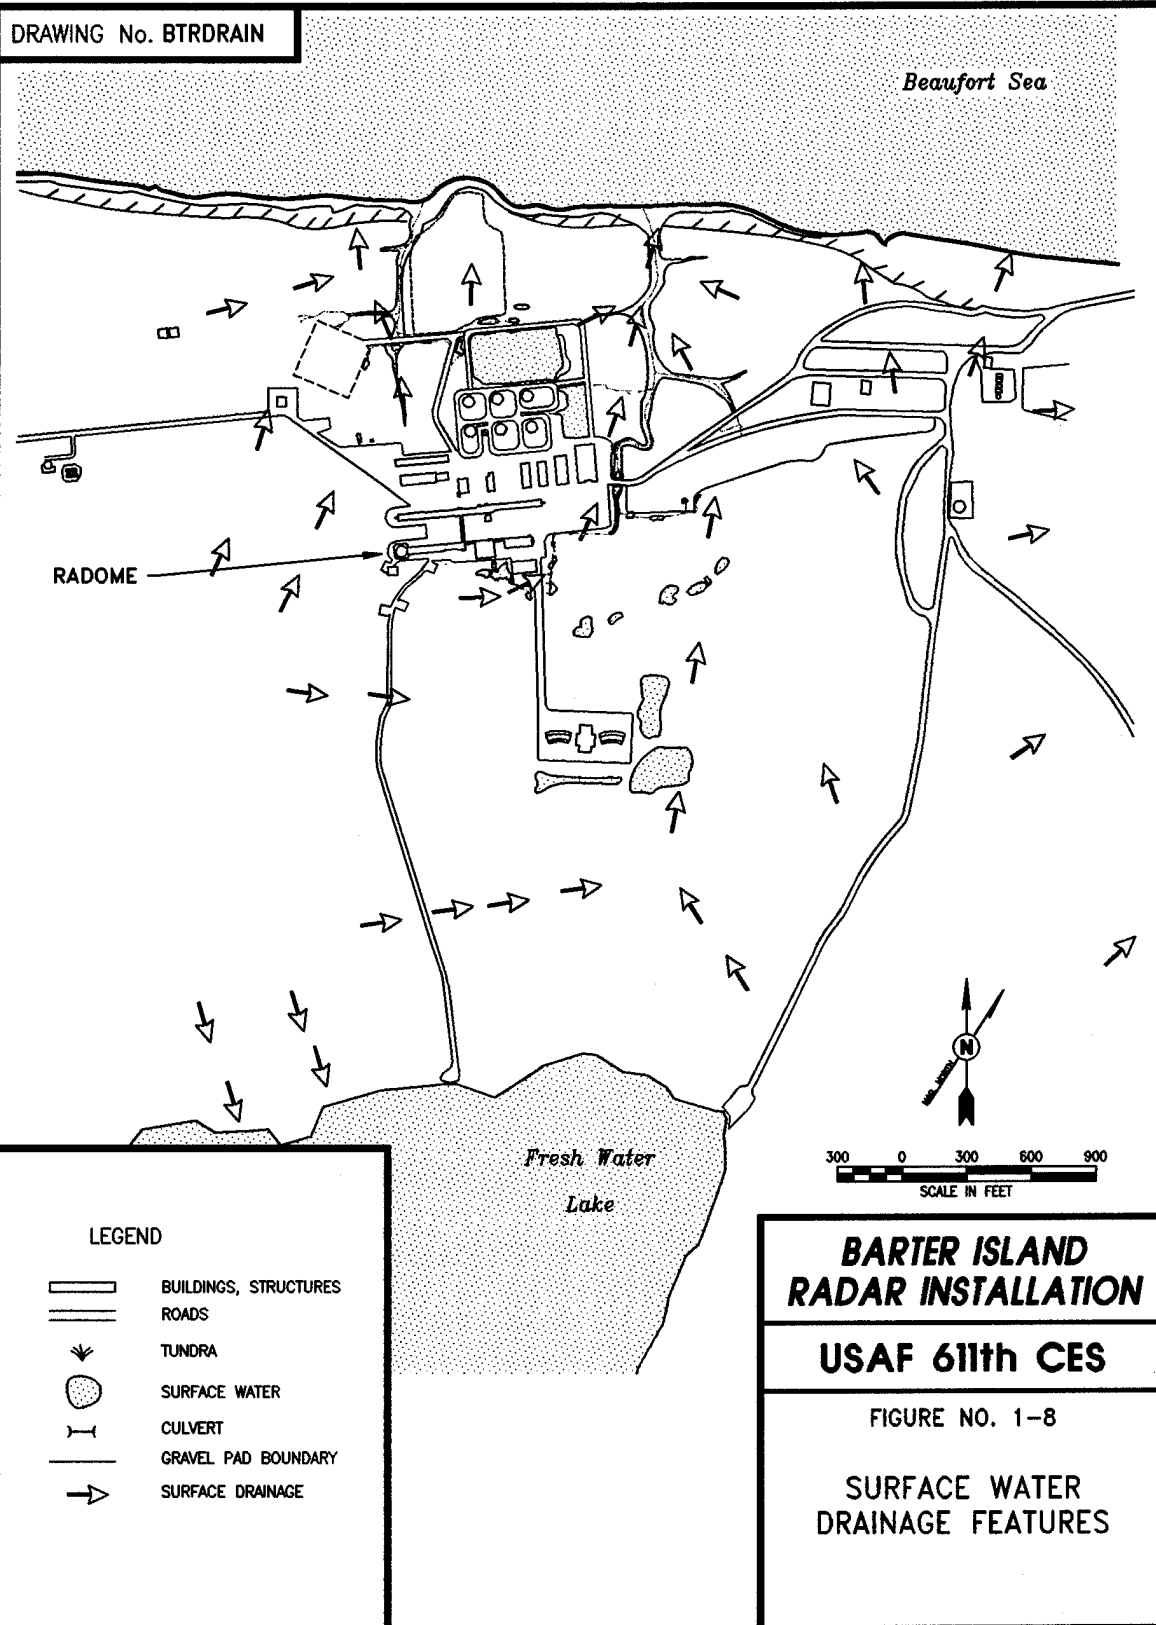 DRAWING No. BTRDRAIN
Beaufort Sea
RADOME
N
MAG. NORTH
300 0 300 600 900
SCALE IN FEET
Fresh Water
Lake
LEGEND
BUILDINGS, STRUCTURES
ROADS
TUNDRA
SURFACE WATER
CULVERT
GRAVEL PAD BOUNDARY
SURFACE DRAINAGE
BARTER ISLAND
RADAR INSTALLATION
USAF 611th CES
FIGURE NO. 1-8
SURFACE WATER
DRAINAGE FEATURES